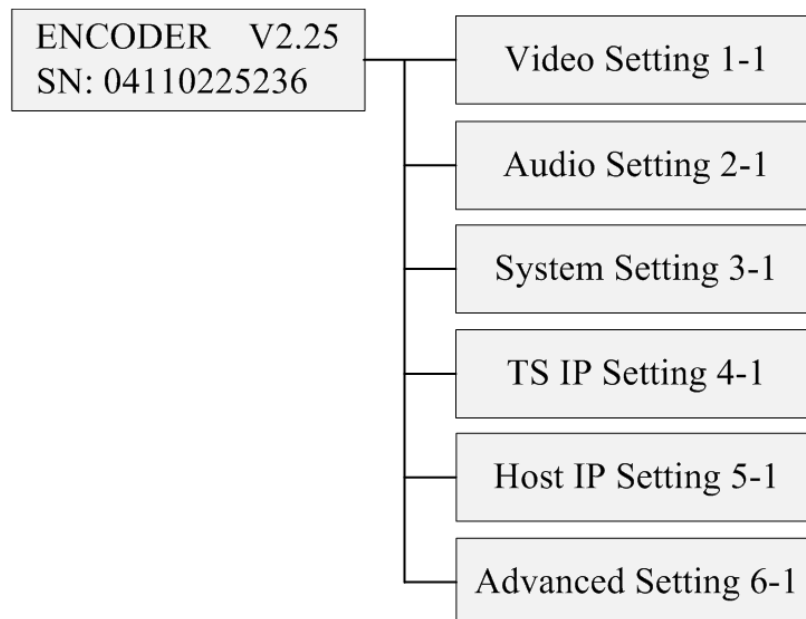 ENCODER V2.25
SN: 04110225236
Video Setting 1-1
Audio Setting 2-1
System Setting 3-1
TS IP Setting 4-1
Host IP Setting 5-1
Advanced Setting 6-1